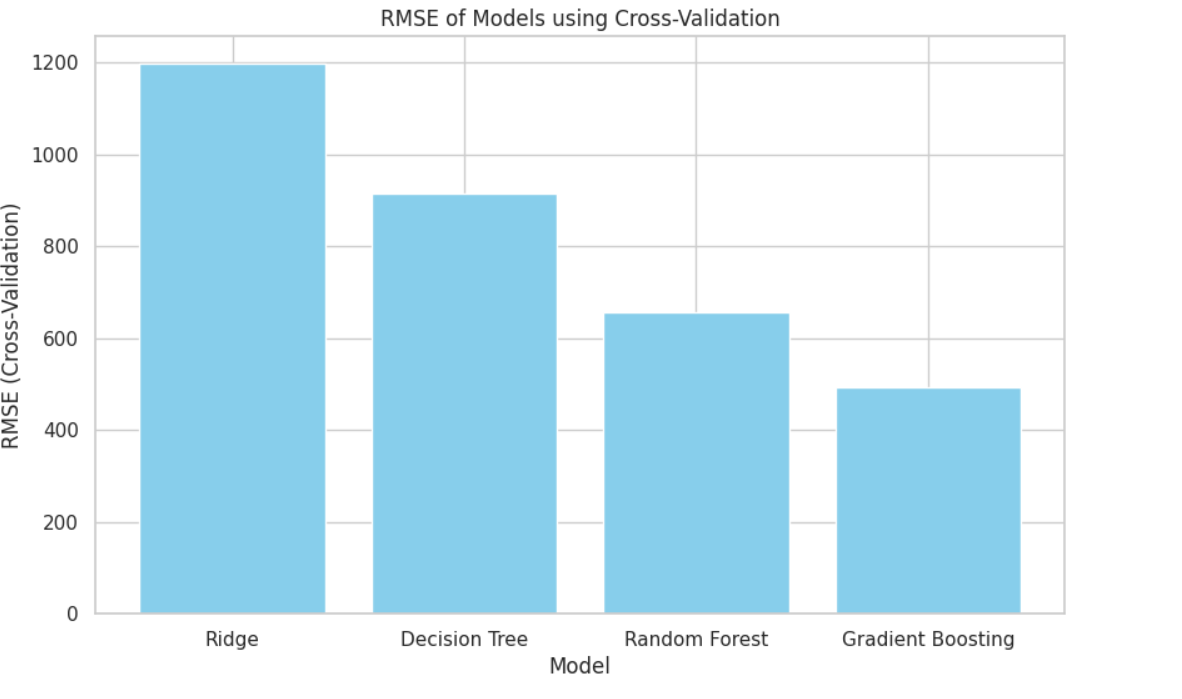 RMSE of Models using Cross-Validation
RMSE (Cross-Validation)
1200
1000
800
600
400
200
0
Ridge Decision Tree Random Forest Gradient Boosting
Model